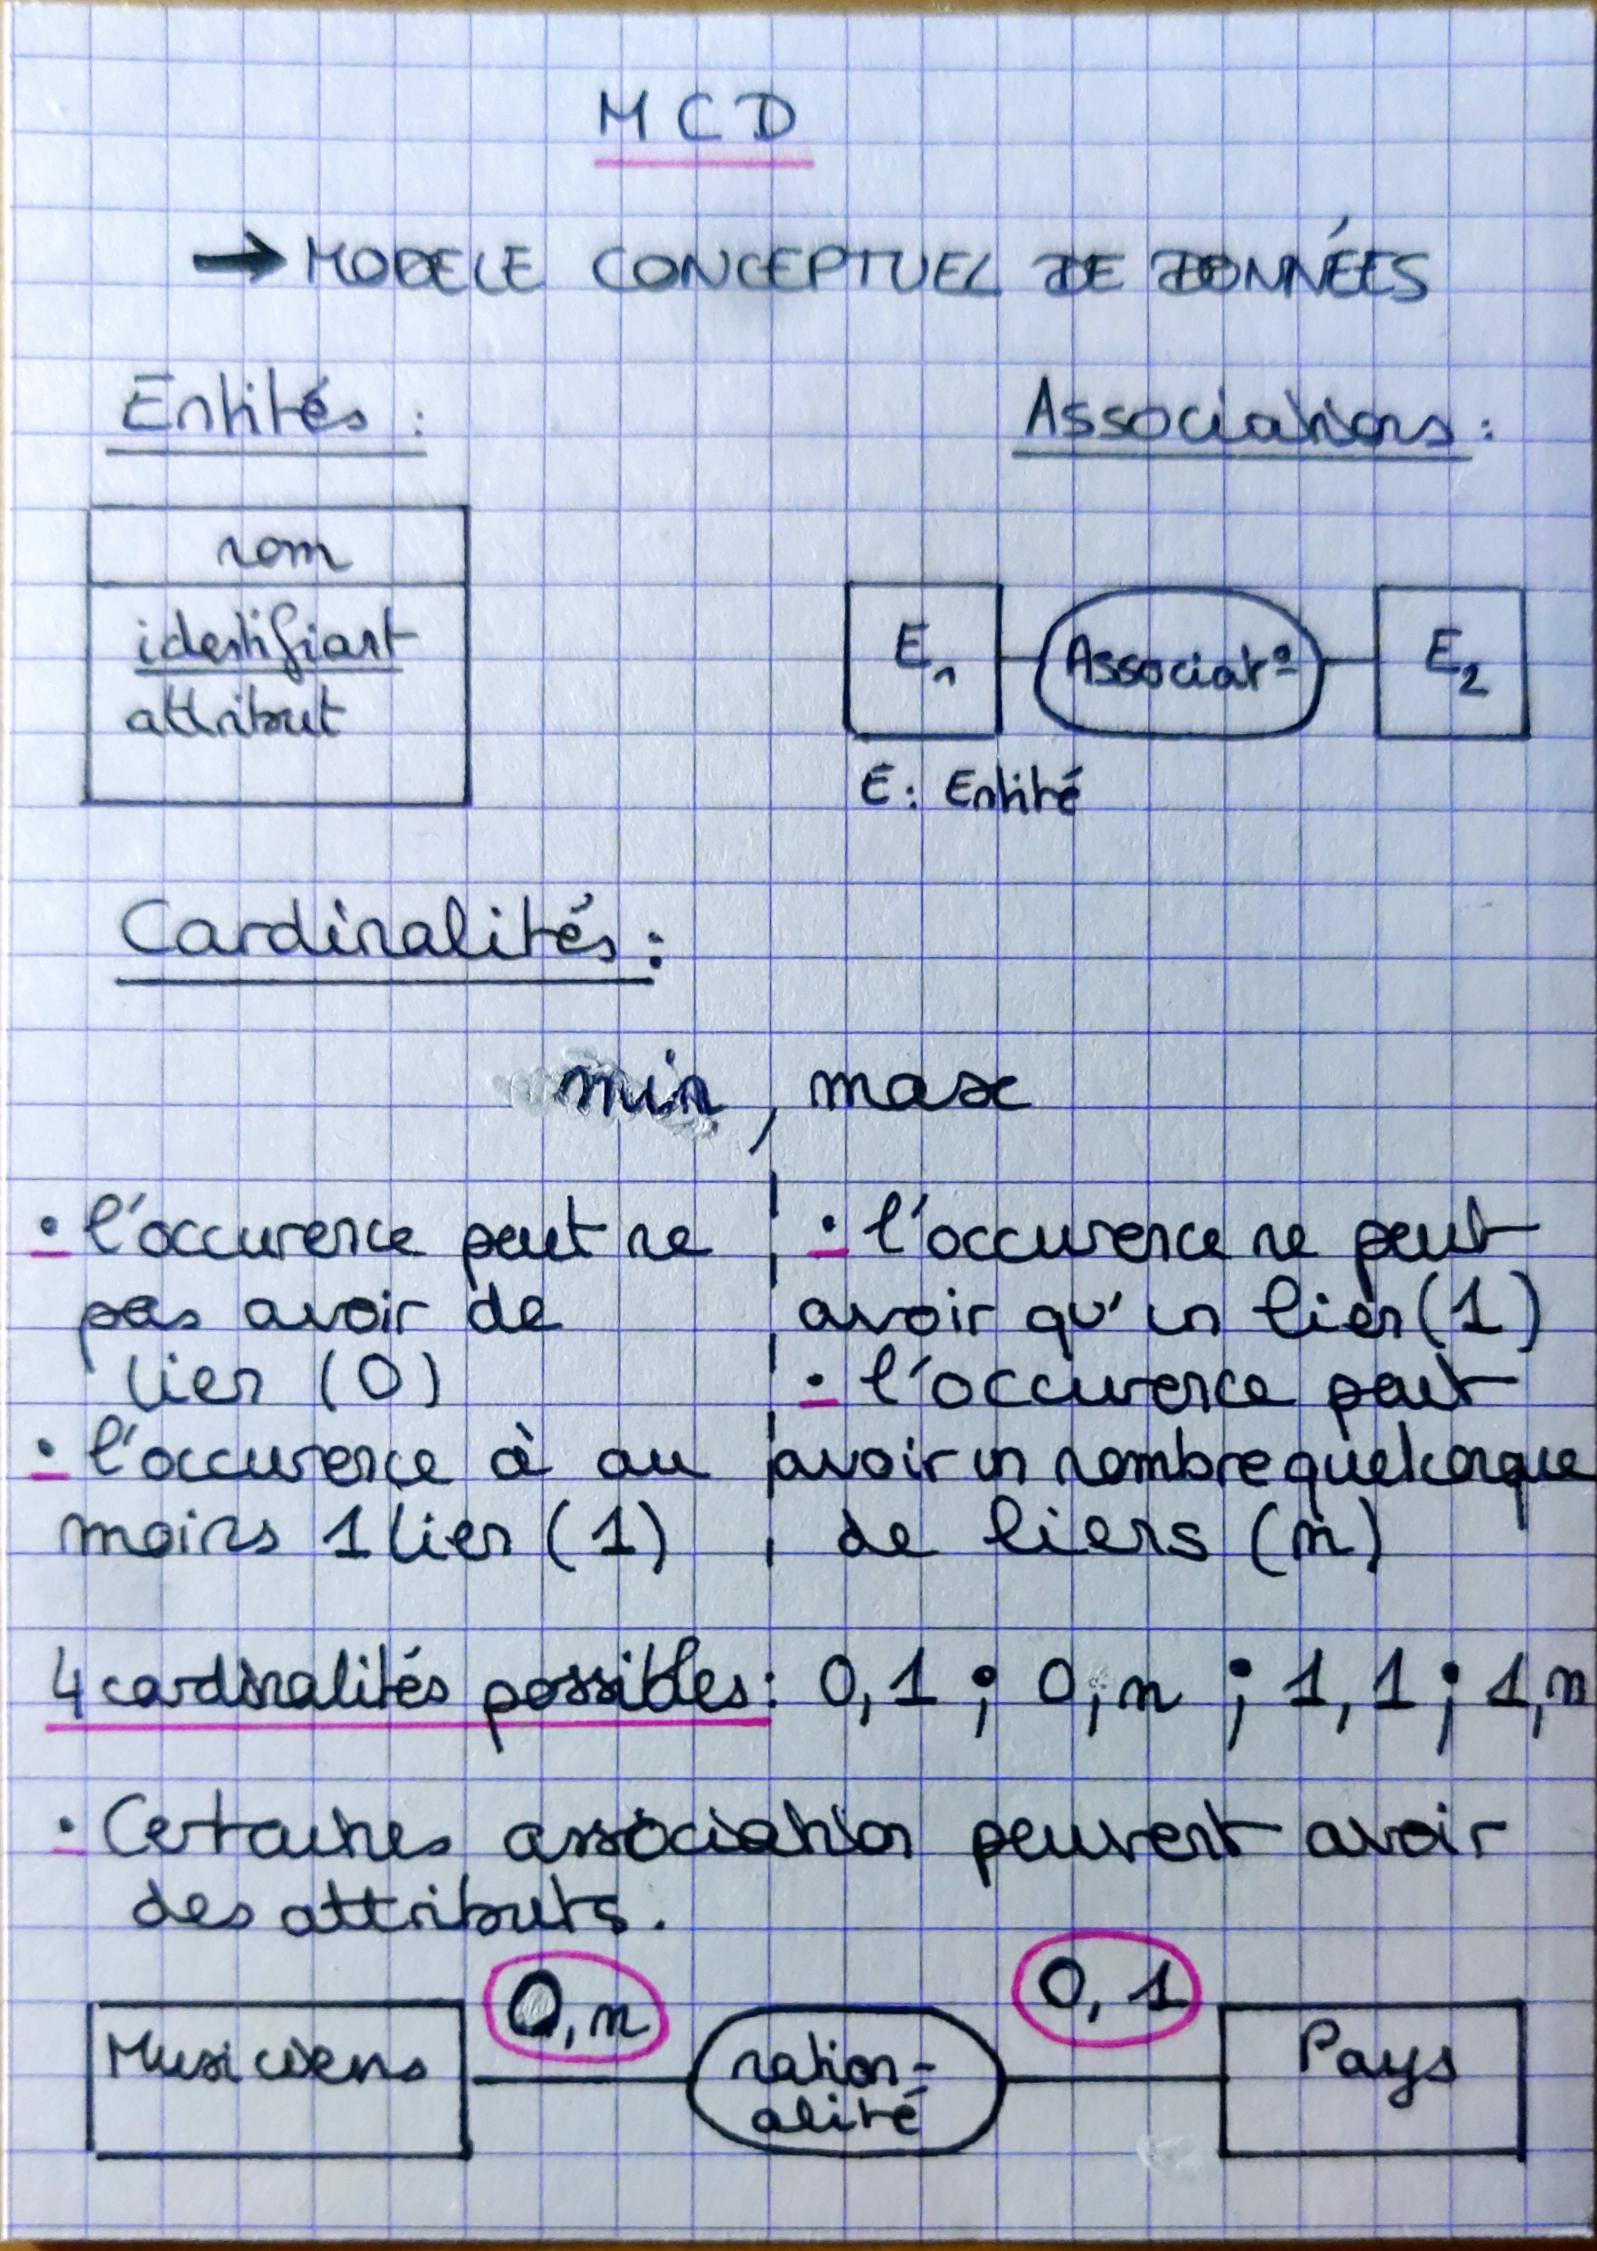 MCD
→ MODELE CONCEPTUEL DE DONNÉES
Entités :
Associations :
nom
identifiant
attribut
E1
Associat°
E2
E : Entité
Cardinalités :
min , max
• l'occurence peut ne
pas avoir de
lien (0)
• l'occurence à au
moins 1 lien (1)
• l'occurence ne peut
avoir qu'un lien (1)
• l'occurence peut
avoir un nombre quelconque
de liens (n)
4 cardinalités possibles : 0,1 ; 0,n ; 1,1 ; 1,n
• Certaines association peuvent avoir
des attributs.
Musiciens
0,n
nation-
alité
0,1
Pays